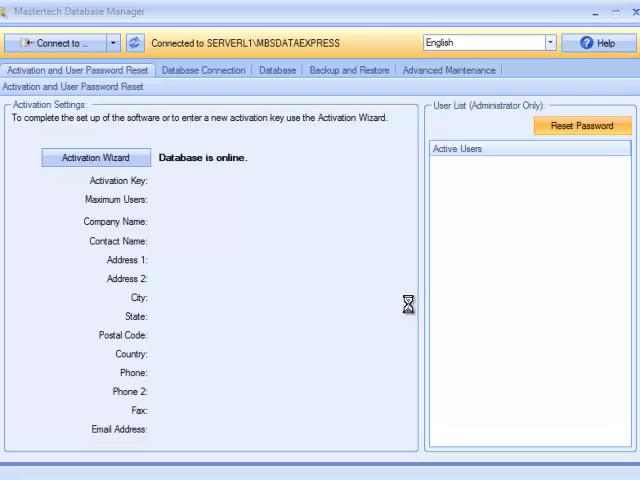 Mastertech Database Manager
Connect to ...
Connected to SERVERL1\MBSDATAEXPRESS
English
Help
Activation and User Password Reset
Database Connection
Database
Backup and Restore
Advanced Maintenance
Activation and User Password Reset
Activation Settings:
To complete the set up of the software or to enter a new activation key use the Activation Wizard.
Activation Wizard
Database is online.
Activation Key:
Maximum Users:
Company Name:
Contact Name:
Address 1:
Address 2:
City:
State:
Postal Code:
Country:
Phone:
Phone 2:
Fax:
Email Address:
User List (Administrator Only):
Reset Password
Active Users